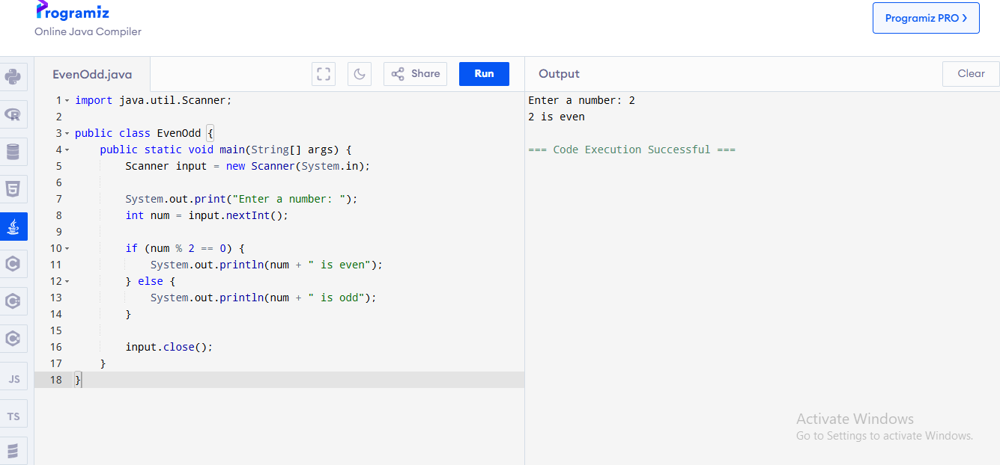 Programiz
Online Java Compiler
Programiz PRO >
EvenOdd.java
Share
Run
Output
Clear
1 import java.util.Scanner;
2
3 public class EvenOdd {
4     public static void main(String[] args) {
5         Scanner input = new Scanner(System.in);
6
7         System.out.print("Enter a number: ");
8         int num = input.nextInt();
9
10         if (num % 2 == 0) {
11             System.out.println(num + " is even");
12         } else {
13             System.out.println(num + " is odd");
14         }
15
16         input.close();
17     }
18 }
Enter a number: 2
2 is even
=== Code Execution Successful ===
JS
TS
Activate Windows
Go to Settings to activate Windows.